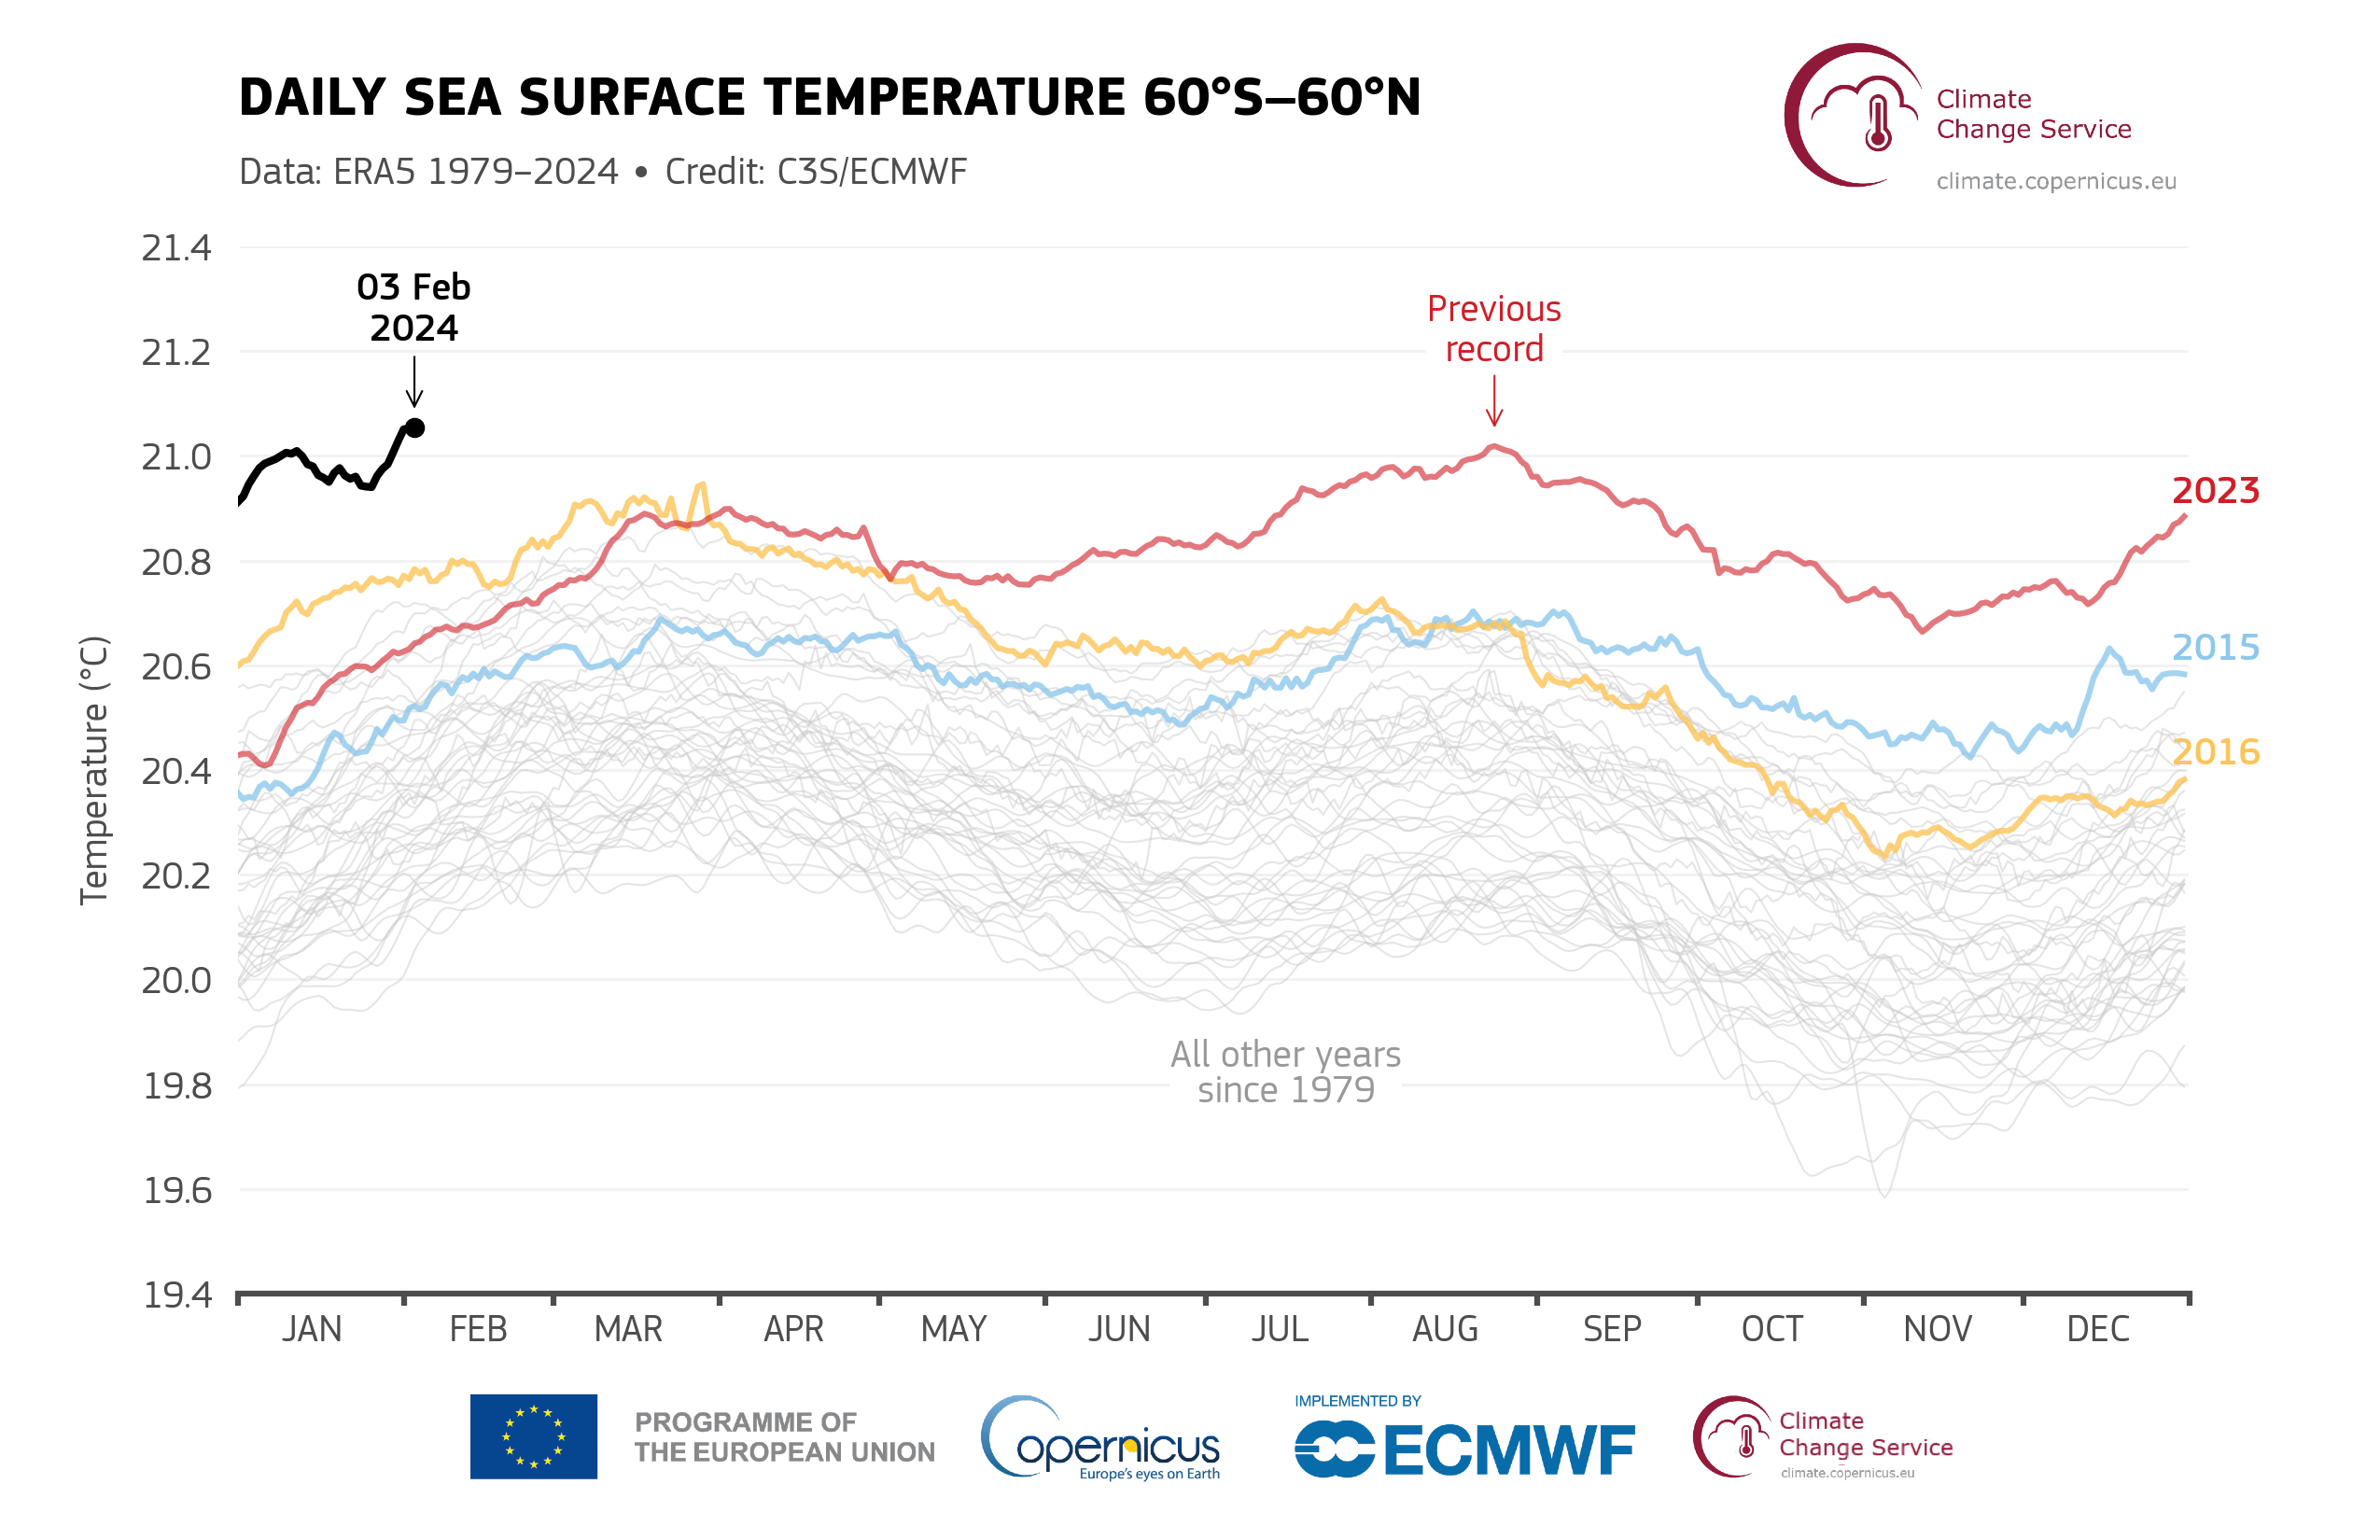 DAILY SEA SURFACE TEMPERATURE 60°S–60°N
Data: ERA5 1979–2024 • Credit: C3S/ECMWF
Climate
Change Service
climate.copernicus.eu
Temperature (°C)
21.4
21.2
21.0
20.8
20.6
20.4
20.2
20.0
19.8
19.6
19.4
03 Feb
2024
Previous
record
2023
2015
2016
All other years
since 1979
JAN FEB MAR APR MAY JUN JUL AUG SEP OCT NOV DEC
PROGRAMME OF
THE EUROPEAN UNION
opernicus
Europe's eyes on Earth
IMPLEMENTED BY
ECMWF
Climate
Change Service
climate.copernicus.eu